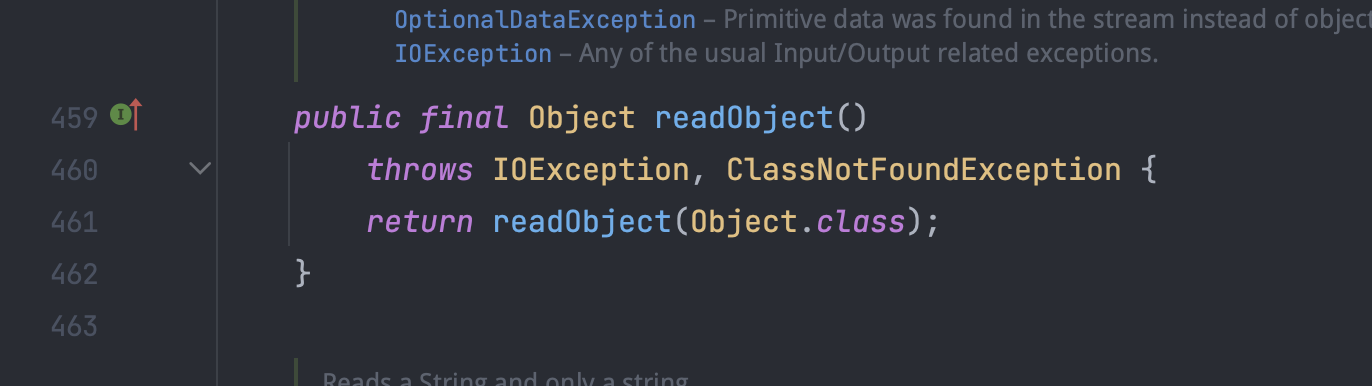 OptionalDataException – Primitive data was found in the stream instead of object
IOException – Any of the usual Input/Output related exceptions.
459 I public final Object readObject()
460 throws IOException, ClassNotFoundException {
461 return readObject(Object.class);
462 }
463
Reads a String and only a string